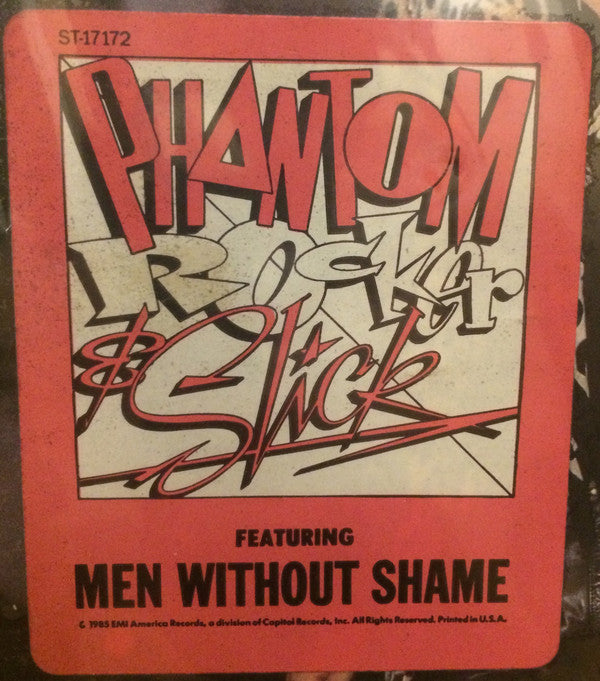 ST-17172
PHANTOM
ROCKER
& Slick
FEATURING
MEN WITHOUT SHAME
© 1985 EMI America Records, a division of Capitol Records, Inc. All Rights Reserved. Printed in U.S.A.